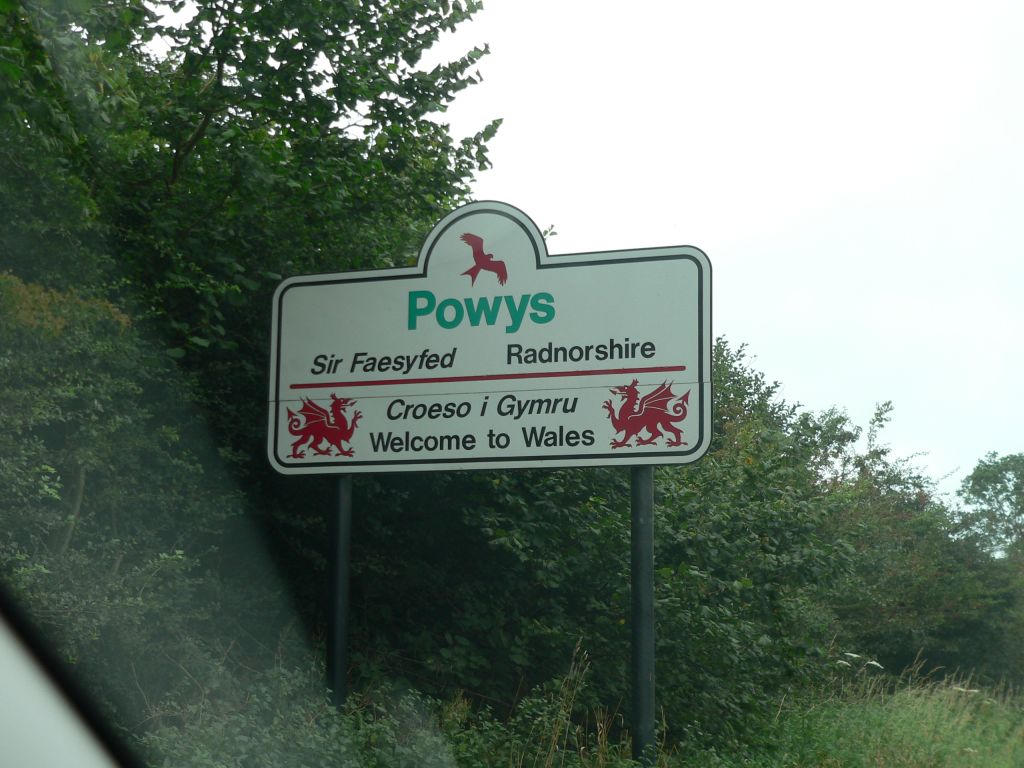 Powys
Sir Faesyfed Radnorshire
Croeso i Gymru
Welcome to Wales